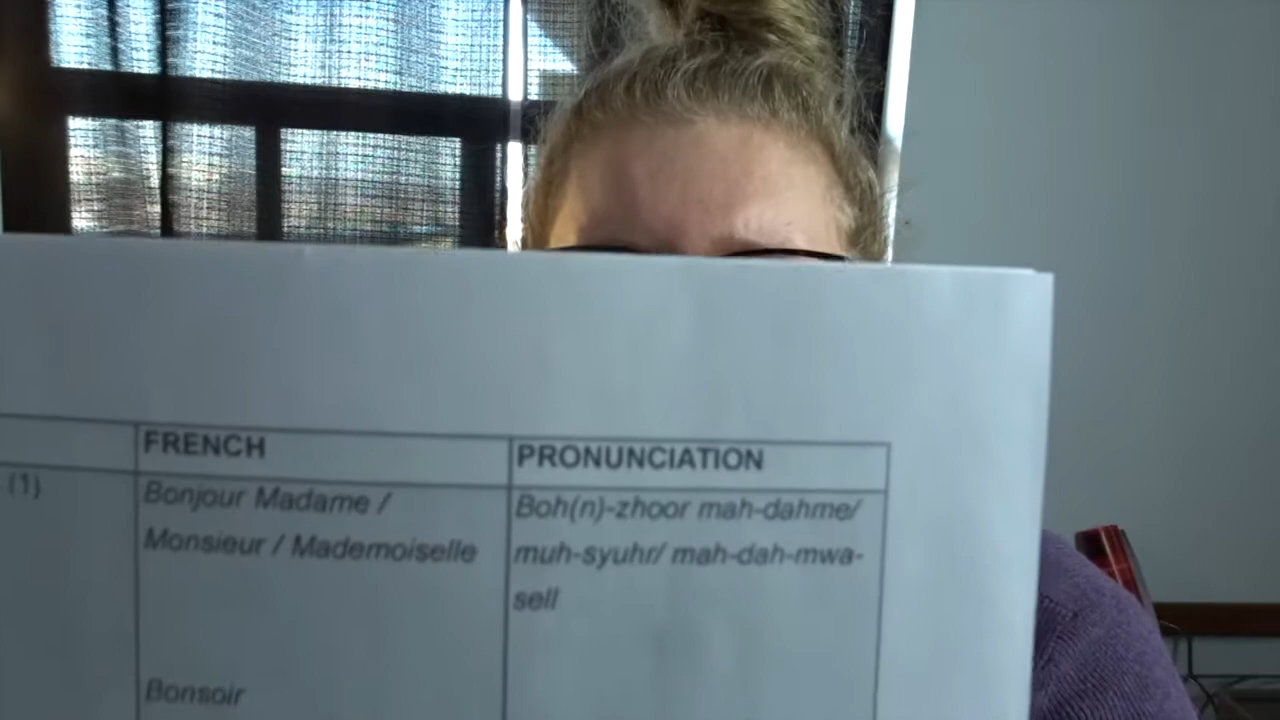 FRENCH PRONUNCIATION
(1) Bonjour Madame / Boh(n)-zhoor mah-dahme/
Monsieur / Mademoiselle muh-syuhr/ mah-dah-mwa-
sell
Bonsoir